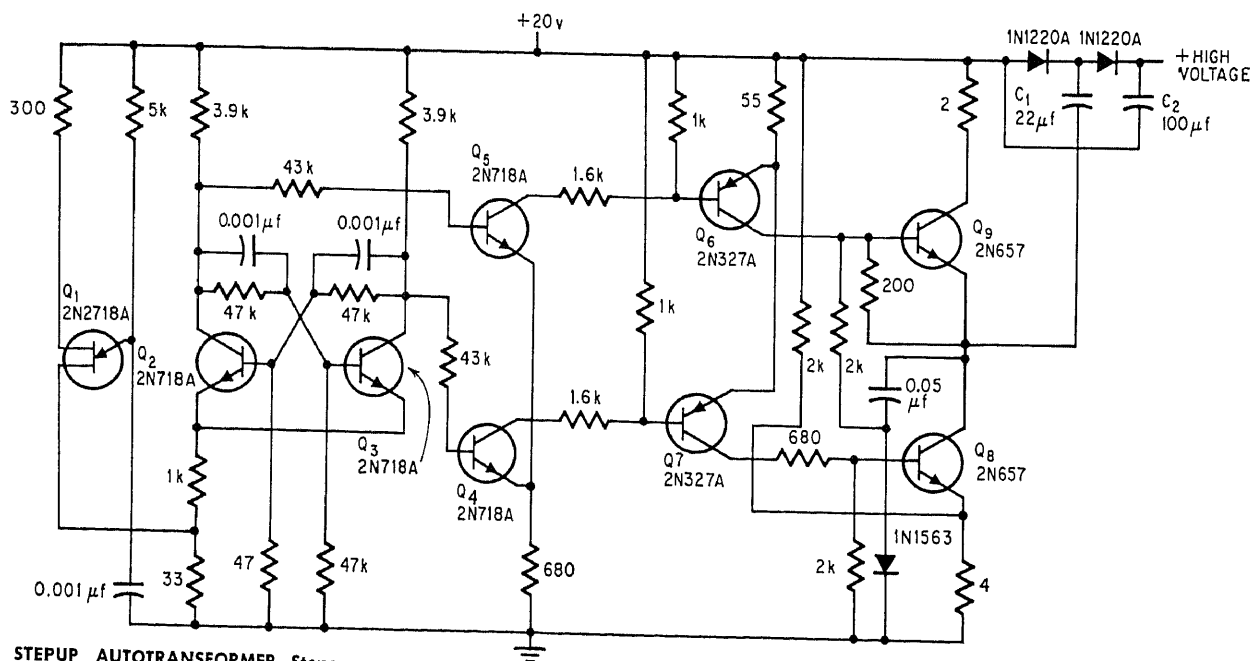 +20v
1N1220A 1N1220A
+HIGH
VOLTAGE
300
5k
3.9k
3.9k
1k
55
2
C1
22μf
C2
100μf
43k
Q5
2N718A
1.6k
Q6
2N327A
Q9
2N657
0.001μf
0.001μf
200
Q1
2N2718A
47k
47k
1k
2k
2k
Q2
2N718A
43k
0.05
μf
1.6k
680
Q3
2N718A
Q7
2N327A
Q8
2N657
1k
Q4
2N718A
1N1563
33
47
47k
680
2k
4
0.001μf
STEPUP AUTOTRANSFORMER